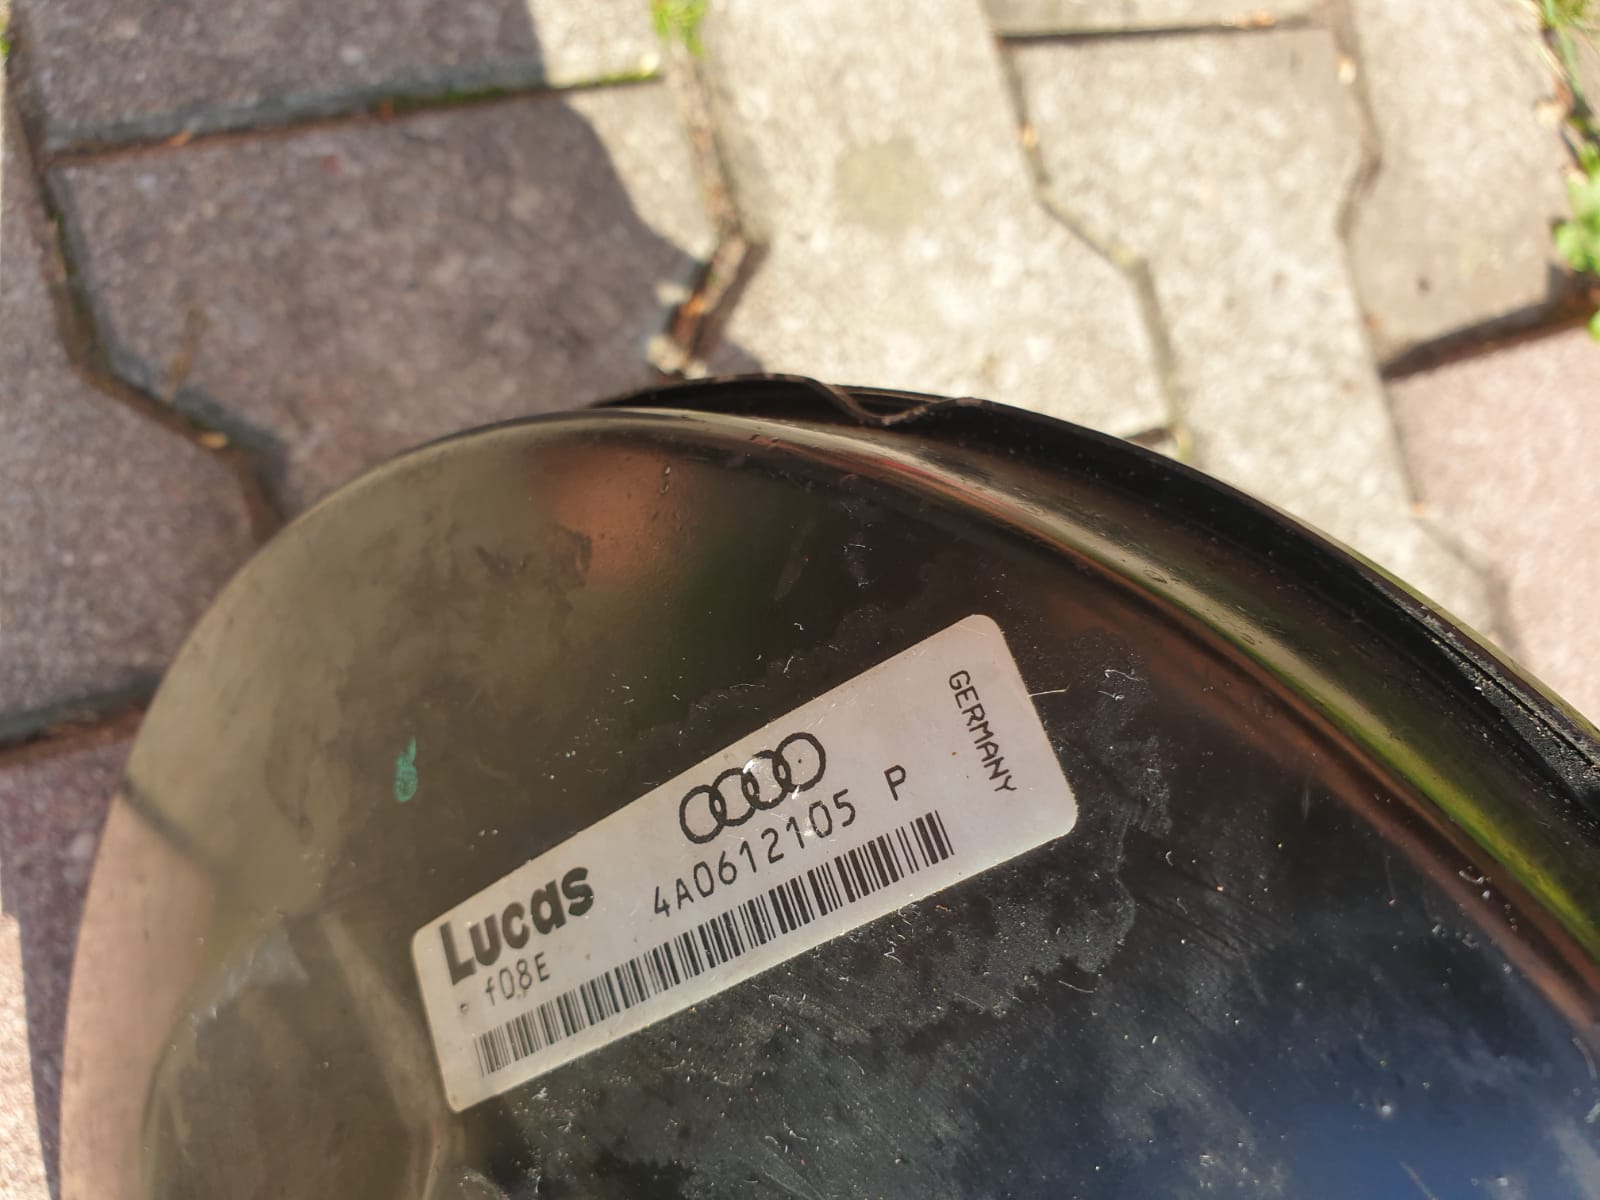 Lucas
f08E
4A0612105 P
GERMANY